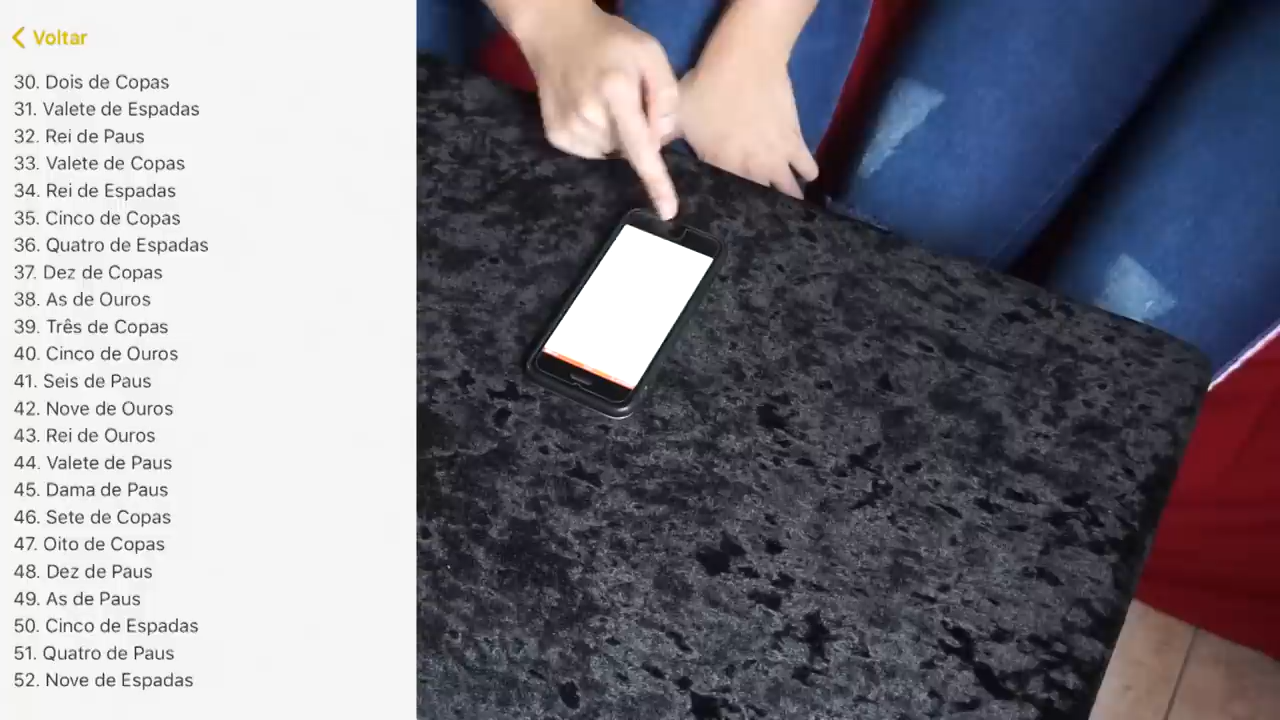 Voltar
30. Dois de Copas
31. Valete de Espadas
32. Rei de Paus
33. Valete de Copas
34. Rei de Espadas
35. Cinco de Copas
36. Quatro de Espadas
37. Dez de Copas
38. As de Ouros
39. Três de Copas
40. Cinco de Ouros
41. Seis de Paus
42. Nove de Ouros
43. Rei de Ouros
44. Valete de Paus
45. Dama de Paus
46. Sete de Copas
47. Oito de Copas
48. Dez de Paus
49. As de Paus
50. Cinco de Espadas
51. Quatro de Paus
52. Nove de Espadas